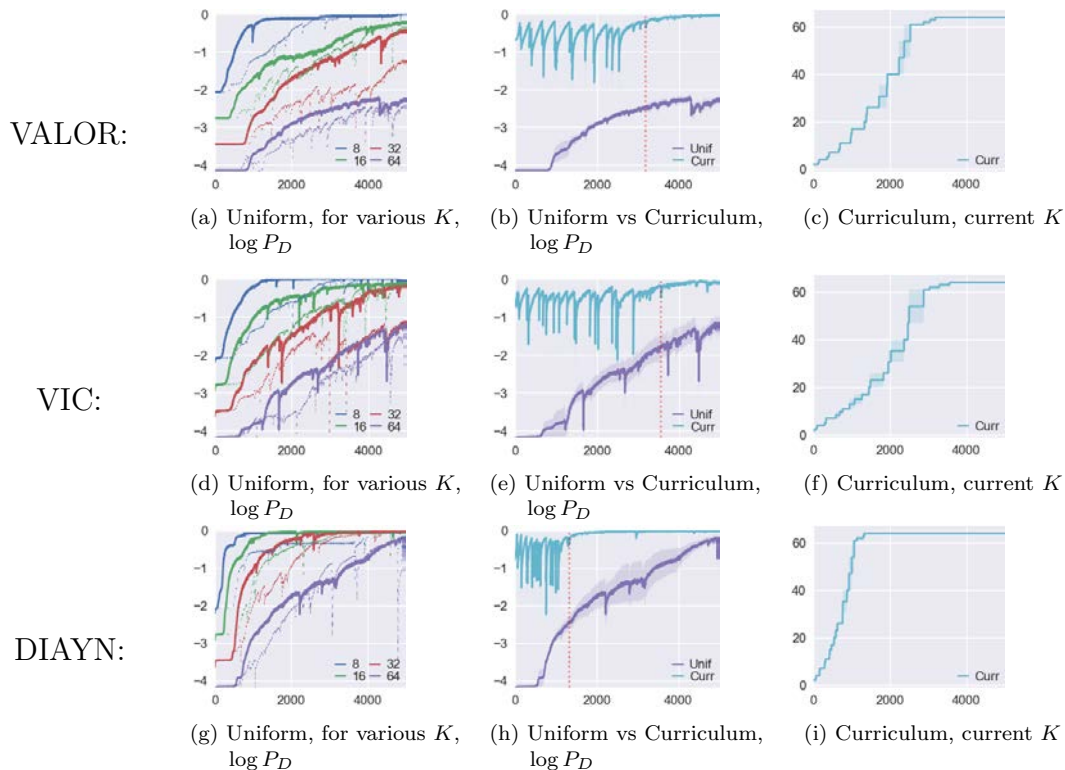 0
−1
−2
−3
−4
8 32
16 64
0 2000 4000
0
−1
−2
−3
−4
Unif
Curr
0 2000 4000
60
40
20
0
Curr
0 2000 4000
VALOR:
(a) Uniform, for various K, log P_D
(b) Uniform vs Curriculum, log P_D
(c) Curriculum, current K
0
−1
−2
−3
−4
8 32
16 64
0 2000 4000
0
−1
−2
−3
−4
Unif
Curr
0 2000 4000
60
40
20
0
Curr
0 2000 4000
VIC:
(d) Uniform, for various K, log P_D
(e) Uniform vs Curriculum, log P_D
(f) Curriculum, current K
0
−1
−2
−3
−4
8 32
16 64
0 2000 4000
0
−1
−2
−3
−4
Unif
Curr
0 2000 4000
60
40
20
0
Curr
0 2000 4000
DIAYN:
(g) Uniform, for various K, log P_D
(h) Uniform vs Curriculum, log P_D
(i) Curriculum, current K